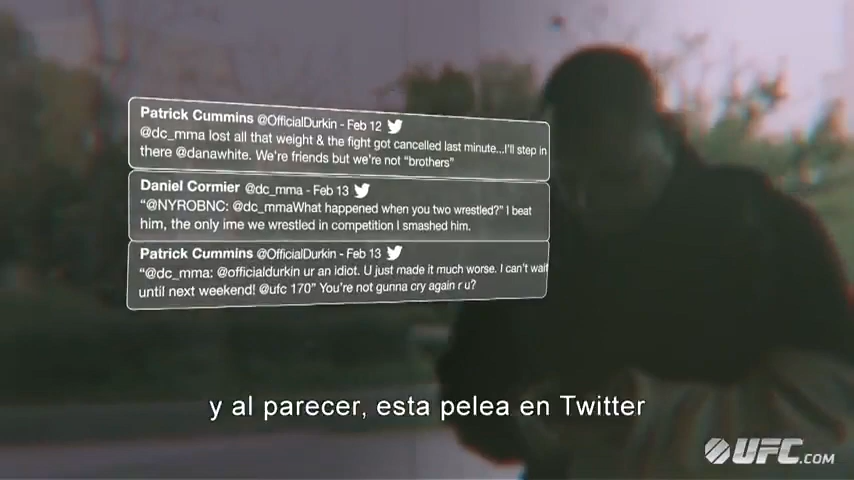 Patrick Cummins @OfficialDurkin - Feb 12
@dc_mma lost all that weight & the fight got cancelled last minute...I'll step in
there @danawhite. We're friends but we're not "brothers"
Daniel Cormier @dc_mma - Feb 13
"@NYROBNC: @dc_mmaWhat happened when you two wrestled?" I beat
him, the only ime we wrestled in competition I smashed him.
Patrick Cummins @OfficialDurkin - Feb 13
"@dc_mma: @officialdurkin ur an idiot. U just made it much worse. I can't wait
until next weekend! @ufc 170" You're not gunna cry again r u?
y al parecer, esta pelea en Twitter
UFC.COM